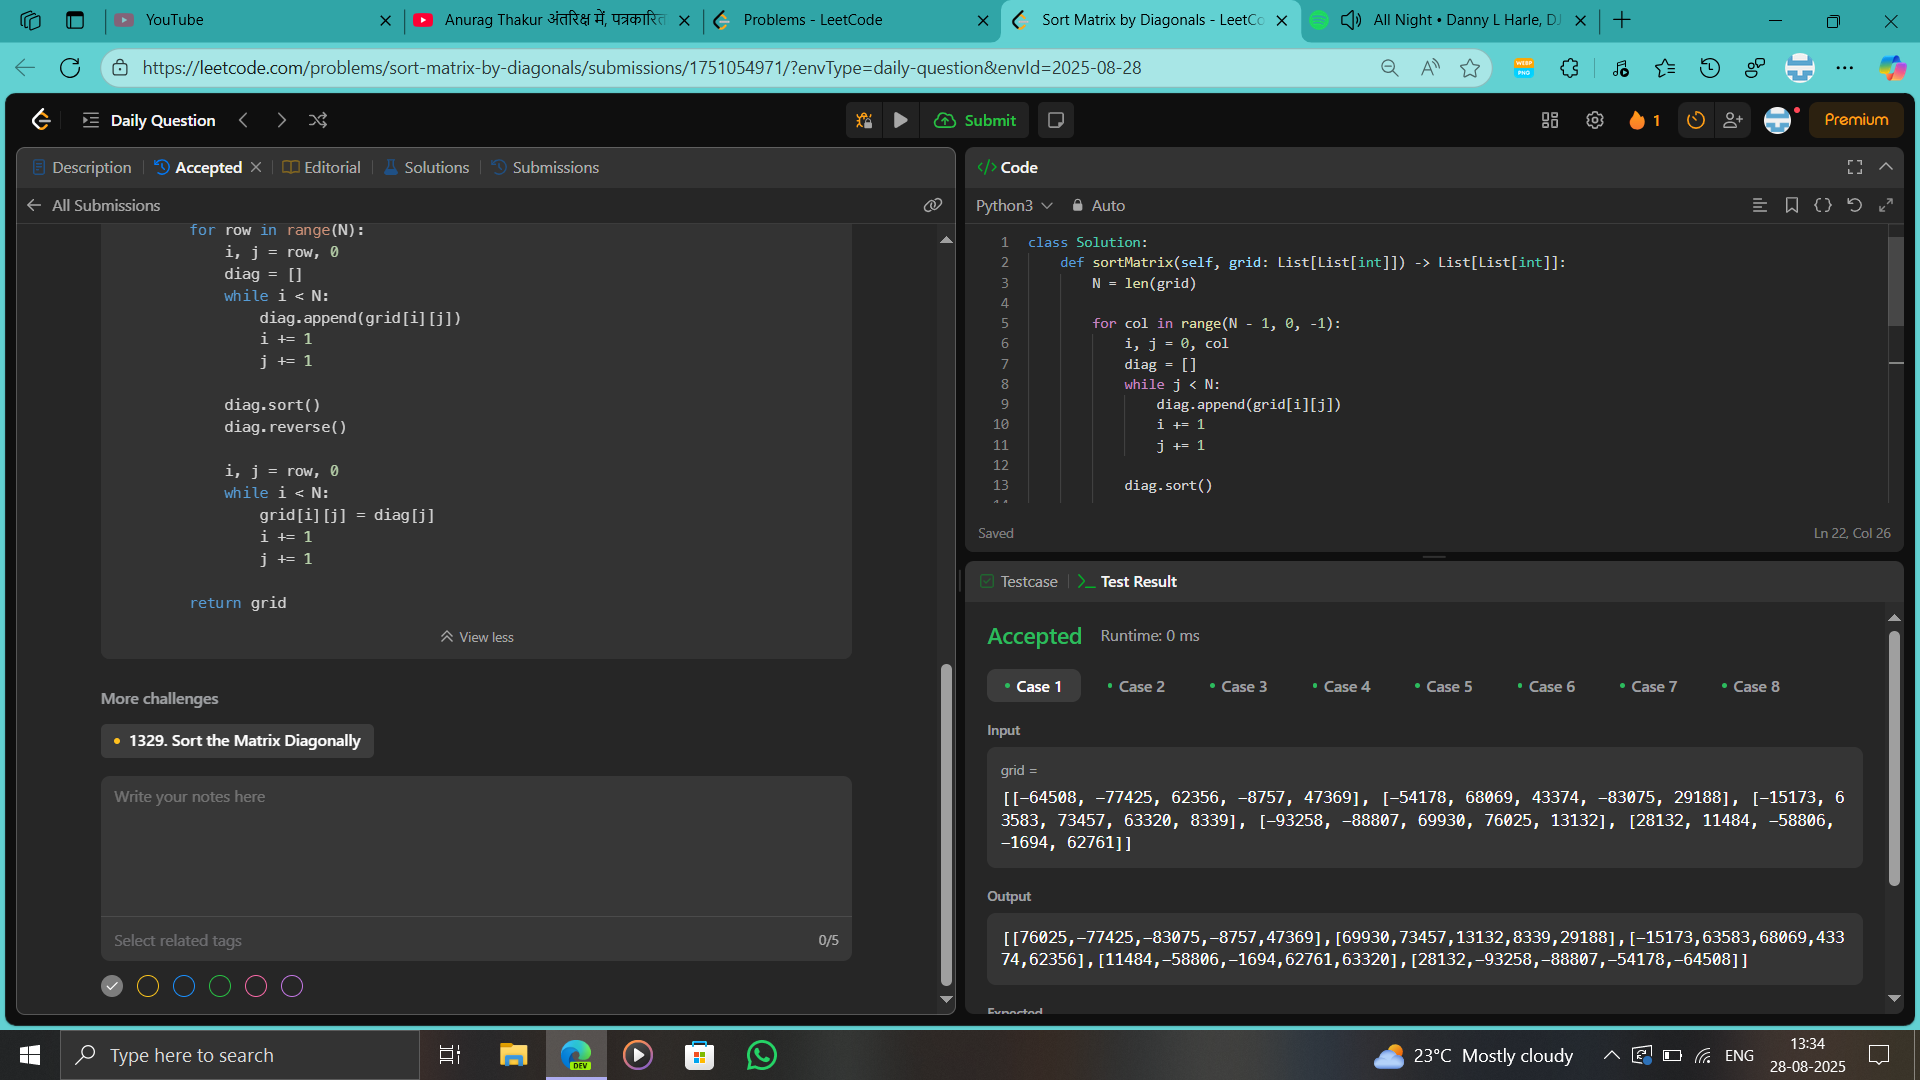 YouTube
Anurag Thakur अंतरिक्ष में, पत्रकारित
Problems - LeetCode
Sort Matrix by Diagonals - LeetCo
All Night • Danny L Harle, DJ
https://leetcode.com/problems/sort-matrix-by-diagonals/submissions/1751054971/?envType=daily-question&envId=2025-08-28
Daily Question
Submit
1
Premium
Description
Accepted
Editorial
Solutions
Submissions
All Submissions
for row in range(N):
i, j = row, 0
diag = []
while i < N:
diag.append(grid[i][j])
i += 1
j += 1
diag.sort()
diag.reverse()
i, j = row, 0
while i < N:
grid[i][j] = diag[j]
i += 1
j += 1
return grid
View less
More challenges
1329. Sort the Matrix Diagonally
Write your notes here
Select related tags
0/5
</> Code
Python3
Auto
1 class Solution:
2 def sortMatrix(self, grid: List[List[int]]) -> List[List[int]]:
3 N = len(grid)
4
5 for col in range(N - 1, 0, -1):
6 i, j = 0, col
7 diag = []
8 while j < N:
9 diag.append(grid[i][j])
10 i += 1
11 j += 1
12
13 diag.sort()
14
Saved
Ln 22, Col 26
Testcase
Test Result
Accepted
Runtime: 0 ms
Case 1
Case 2
Case 3
Case 4
Case 5
Case 6
Case 7
Case 8
Input
grid =
[[-64508, -77425, 62356, -8757, 47369], [-54178, 68069, 43374, -83075, 29188], [-15173, 6
3583, 73457, 63320, 8339], [-93258, -88807, 69930, 76025, 13132], [28132, 11484, -58806,
-1694, 62761]]
Output
[[76025,-77425,-83075,-8757,47369],[69930,73457,13132,8339,29188],[-15173,63583,68069,433
74,62356],[11484,-58806,-1694,62761,63320],[28132,-93258,-88807,-54178,-64508]]
Expected
Type here to search
DEV
23°C Mostly cloudy
ENG
13:34
28-08-2025